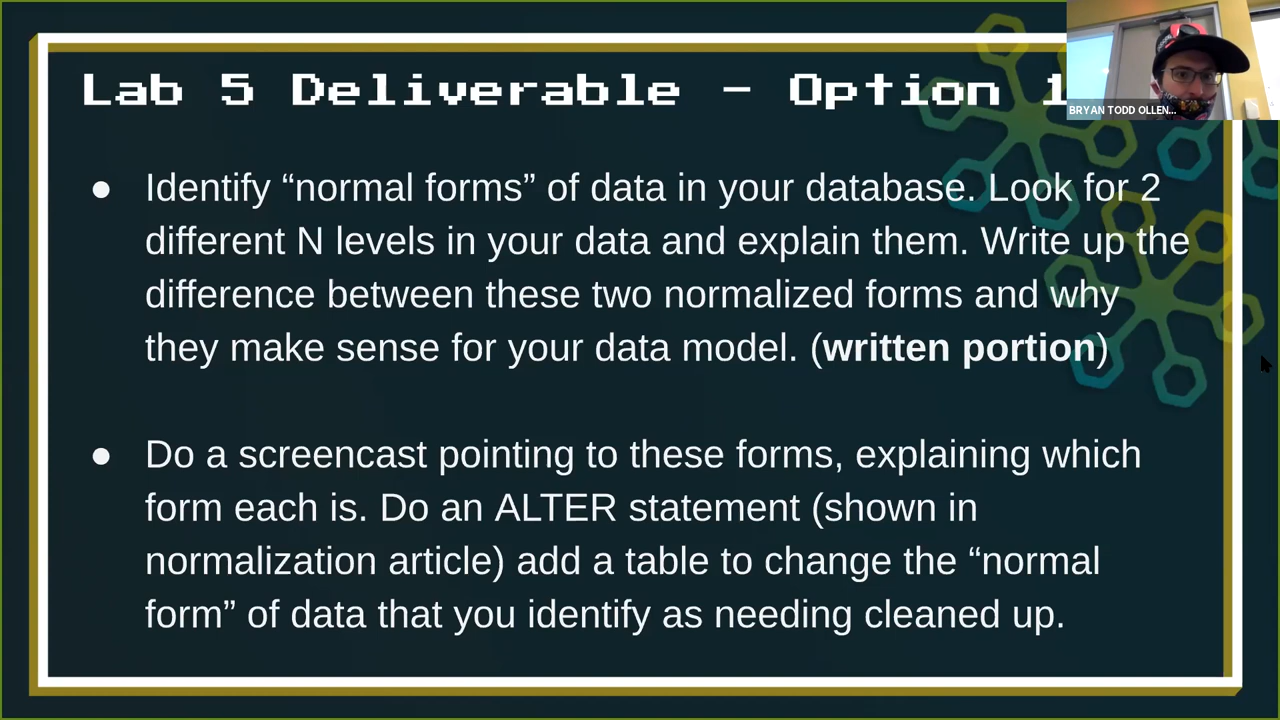 Lab 5 Deliverable - Option 1
BRYAN TODD OLLEN...
● Identify “normal forms” of data in your database. Look for 2
different N levels in your data and explain them. Write up the
difference between these two normalized forms and why
they make sense for your data model. (written portion)
● Do a screencast pointing to these forms, explaining which
form each is. Do an ALTER statement (shown in
normalization article) add a table to change the “normal
form” of data that you identify as needing cleaned up.